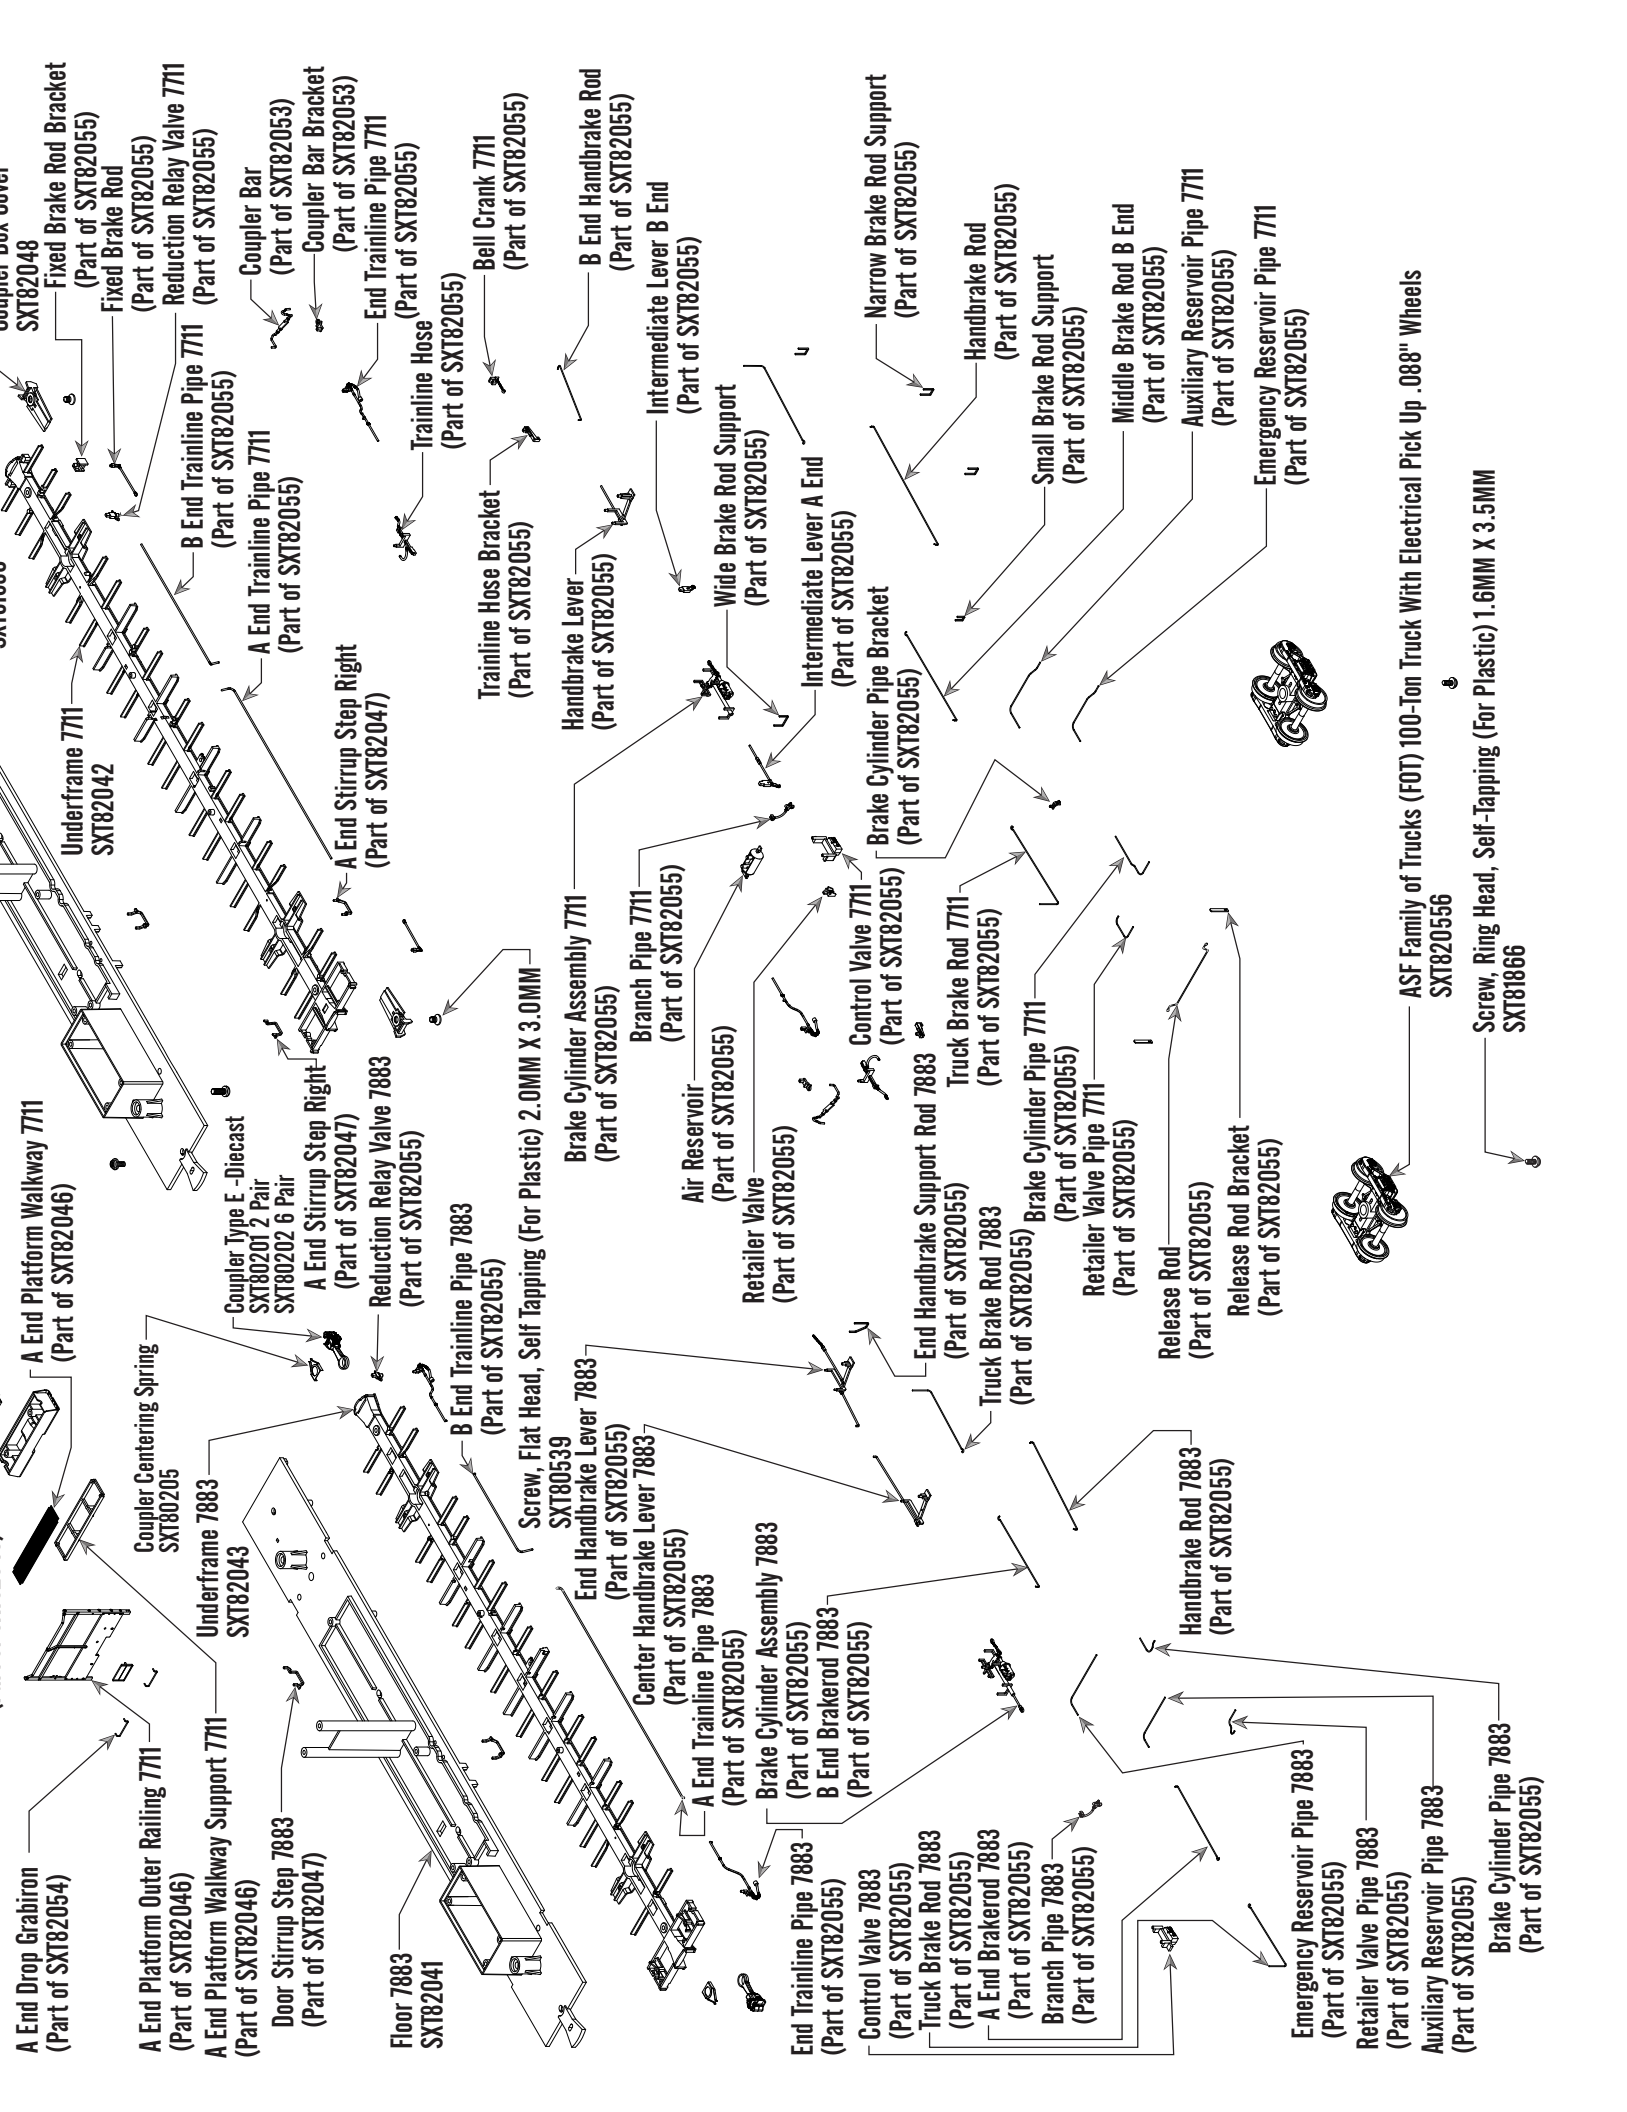 A End Drop Grabiron
(Part of SXT82054)
A End Platform Walkway 7711
(Part of SXT82046)
SXT82048
Fixed Brake Rod Bracket
(Part of SXT82055)
Fixed Brake Rod
(Part of SXT82055)
Reduction Relay Valve 7711
(Part of SXT82055)
Underframe 7711
SXT82042
A End Platform Outer Railing 7711
(Part of SXT82046)
A End Platform Walkway Support 7711
(Part of SXT82046)
Coupler Centering Spring
SXT80205
Underframe 7883
SXT82043
Coupler Type E -Diecast
SXT80201 2 Pair
SXT80202 6 Pair
B End Trainline Pipe 7711
(Part of SXT82055)
A End Trainline Pipe 7711
(Part of SXT82055)
Coupler Bar
(Part of SXT82053)
Coupler Bar Bracket
(Part of SXT82053)
Door Stirrup Step 7883
(Part of SXT82047)
A End Stirrup Step Right
(Part of SXT82047)
A End Stirrup Step Right
(Part of SXT82047)
End Trainline Pipe 7711
(Part of SXT82055)
Reduction Relay Valve 7883
(Part of SXT82055)
Floor 7883
SXT82041
Trainline Hose
(Part of SXT82055)
B End Trainline Pipe 7883
(Part of SXT82055)
Bell Crank 7711
(Part of SXT82055)
Trainline Hose Bracket
(Part of SXT82055)
Screw, Flat Head, Self Tapping (For Plastic) 2.0MM X 3.0MM
SXT80539
End Handbrake Lever 7883
(Part of SXT82055)
Brake Cylinder Assembly 7711
(Part of SXT82055)
Handbrake Lever
(Part of SXT82055)
B End Handbrake Rod
(Part of SXT82055)
Center Handbrake Lever 7883
(Part of SXT82055)
Branch Pipe 7711
(Part of SXT82055)
Intermediate Lever B End
(Part of SXT82055)
A End Trainline Pipe 7883
(Part of SXT82055)
Air Reservoir
(Part of SXT82055)
Wide Brake Rod Support
(Part of SXT82055)
Brake Cylinder Assembly 7883
(Part of SXT82055)
Retailer Valve
(Part of SXT82055)
Intermediate Lever A End
(Part of SXT82055)
End Trainline Pipe 7883
(Part of SXT82055)
B End Brakerod 7883
(Part of SXT82055)
Control Valve 7883
(Part of SXT82055)
Control Valve 7711
(Part of SXT82055)
Brake Cylinder Pipe Bracket
(Part of SXT82055)
Narrow Brake Rod Support
(Part of SXT82055)
Truck Brake Rod 7883
(Part of SXT82055)
End Handbrake Support Rod 7883
(Part of SXT82055)
Truck Brake Rod 7711
(Part of SXT82055)
Handbrake Rod
(Part of SXT82055)
A End Brakerod 7883
(Part of SXT82055)
Truck Brake Rod 7883
(Part of SXT82055)
Brake Cylinder Pipe 7711
(Part of SXT82055)
Small Brake Rod Support
(Part of SXT82055)
Branch Pipe 7883
(Part of SXT82055)
Retailer Valve Pipe 7711
(Part of SXT82055)
Middle Brake Rod B End
(Part of SXT82055)
Release Rod
(Part of SXT82055)
Auxiliary Reservoir Pipe 7711
(Part of SXT82055)
Handbrake Rod 7883
(Part of SXT82055)
Release Rod Bracket
(Part of SXT82055)
Emergency Reservoir Pipe 7711
(Part of SXT82055)
Emergency Reservoir Pipe 7883
(Part of SXT82055)
Retailer Valve Pipe 7883
(Part of SXT82055)
Auxiliary Reservoir Pipe 7883
(Part of SXT82055)
Brake Cylinder Pipe 7883
(Part of SXT82055)
ASF Family of Trucks (FOT) 100-Ton Truck With Electrical Pick Up .088" Wheels
SXT820556
Screw, Ring Head, Self-Tapping (For Plastic) 1.6MM X 3.5MM
SXT81866